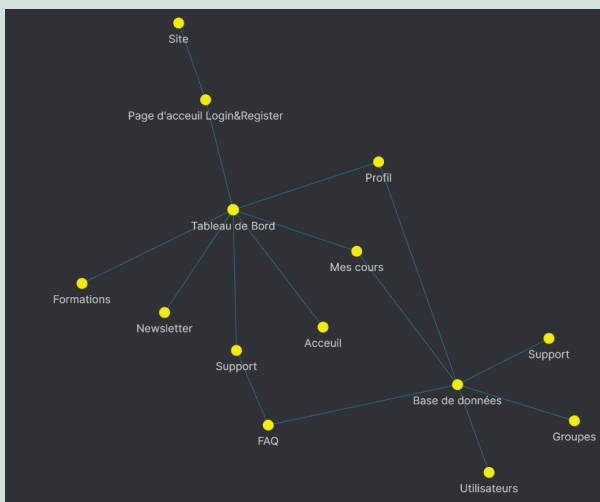 Site
Page d'acceuil Login&Register
Profil
Tableau de Bord
Mes cours
Formations
Newsletter
Acceuil
Support
Support
Base de données
Groupes
FAQ
Utilisateurs